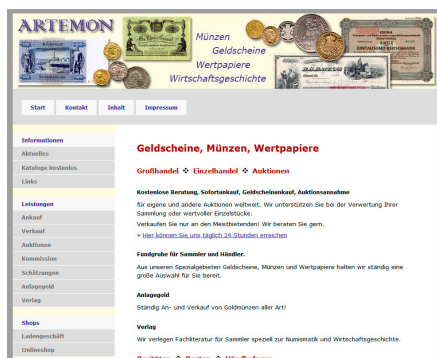 ARTEMON
Münzen
Geldscheine
Wertpapiere
Wirtschaftsgeschichte
Start Kontakt Inhalt Impressum
Informationen
Aktuelles
Kataloge kostenlos
Links
Leistungen
Ankauf
Verkauf
Auktionen
Kommission
Schätzungen
Anlagegold
Verlag
Shops
Ladengeschäft
Onlineshop
Geldscheine, Münzen, Wertpapiere
Großhandel ❖ Einzelhandel ❖ Auktionen
Kostenlose Beratung, Sofortankauf, Geldscheinankauf, Auktionsannahme
für eigene und andere Auktionen weltweit. Wir unterstützen Sie bei der Verwertung Ihrer
Sammlung oder wertvoller Einzelstücke.
Verkaufen Sie nur an den Meistbietenden! Wir beraten Sie gern.
» Hier können Sie uns täglich 24 Stunden erreichen
Fundgrube für Sammler und Händler.
Aus unseren Spezialgebieten Geldscheine, Münzen und Wertpapiere halten wir ständig eine
große Auswahl für Sie bereit.
Anlagegold
Ständig An- und Verkauf von Goldmünzen aller Art!
Verlag
Wir verlegen Fachliteratur für Sammler speziell zur Numismatik und Wirtschaftsgeschichte.